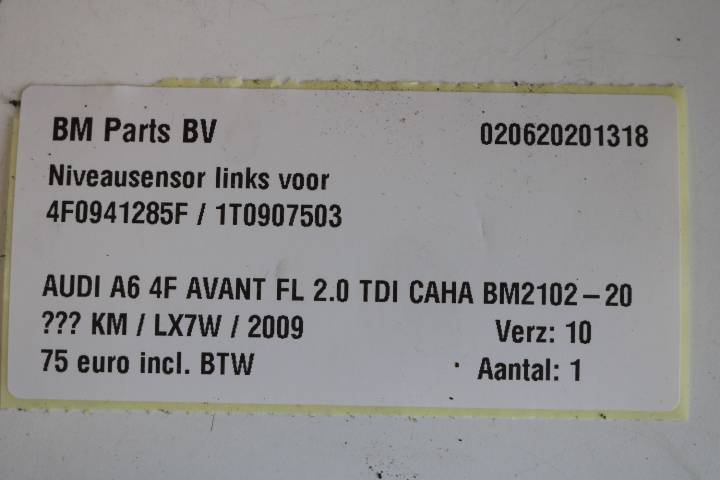 BM Parts BV 020620201318
Niveausensor links voor
4F0941285F / 1T0907503
AUDI A6 4F AVANT FL 2.0 TDI CAHA BM2102-20
??? KM / LX7W / 2009 Verz: 10
75 euro incl. BTW Aantal: 1